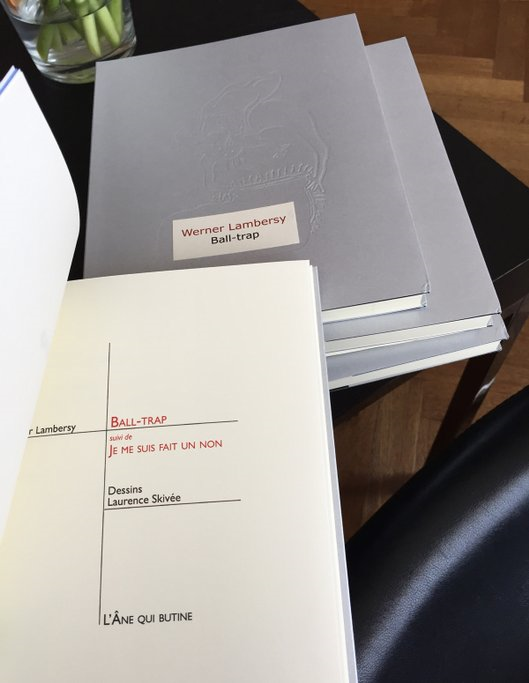 Werner Lambersy
Ball-trap
r Lambersy
BALL-TRAP
suivi de
JE ME SUIS FAIT UN NON
Dessins
Laurence Skivée
L'ÂNE QUI BUTINE